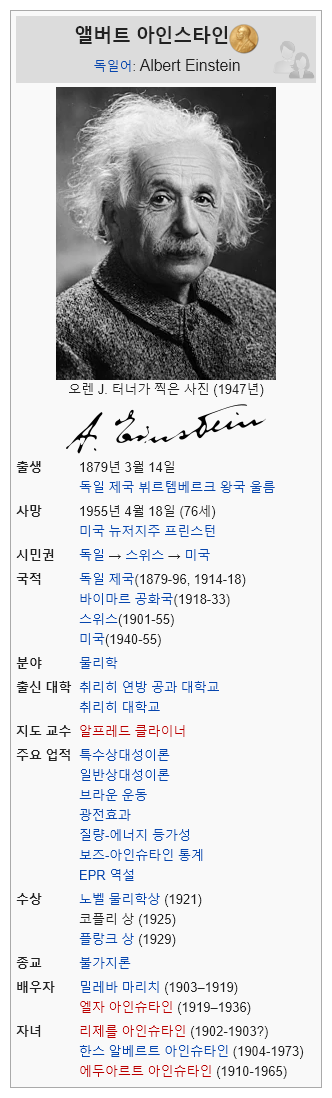 앨버트 아인스타인
독일어: Albert Einstein
오렌 J. 터너가 찍은 사진 (1947년)
A. Einstein
출생 1879년 3월 14일
독일 제국 뷔르템베르크 왕국 울름
사망 1955년 4월 18일 (76세)
미국 뉴저지주 프린스턴
시민권 독일 → 스위스 → 미국
국적 독일 제국(1879-96, 1914-18)
바이마르 공화국(1918-33)
스위스(1901-55)
미국(1940-55)
분야 물리학
출신 대학 취리히 연방 공과 대학교
취리히 대학교
지도 교수 알프레드 클라이너
주요 업적 특수상대성이론
일반상대성이론
브라운 운동
광전효과
질량-에너지 등가성
보즈-아인슈타인 통계
EPR 역설
수상 노벨 물리학상 (1921)
코플리 상 (1925)
플랑크 상 (1929)
종교 불가지론
배우자 밀레바 마리치 (1903–1919)
엘자 아인슈타인 (1919–1936)
자녀 리제를 아인슈타인 (1902-1903?)
한스 알베르트 아인슈타인 (1904-1973)
에두아르트 아인슈타인 (1910-1965)